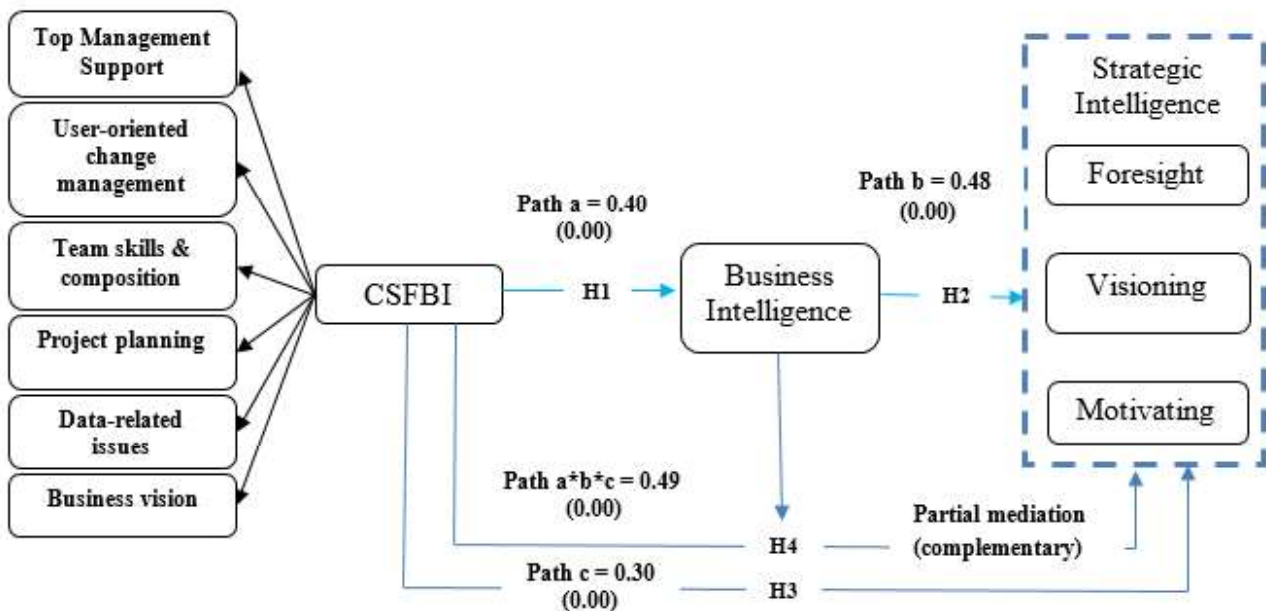 Top Management
Support
User-oriented
change
management
Team skills &
composition
Project planning
Data-related
issues
Business vision
CSFBI
Path a = 0.40
(0.00)
H1
Business
Intelligence
Path b = 0.48
(0.00)
H2
Strategic
Intelligence
Foresight
Visioning
Motivating
Path a*b*c = 0.49
(0.00)
H4
Partial mediation
(complementary)
Path c = 0.30
(0.00)
H3